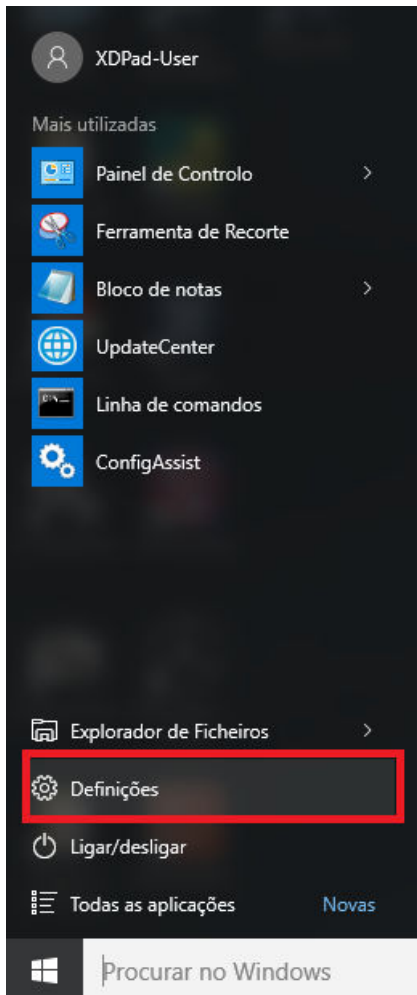 XDPad-User
Mais utilizadas
Painel de Controlo
Ferramenta de Recorte
Bloco de notas
UpdateCenter
Linha de comandos
ConfigAssist
Explorador de Ficheiros
Definições
Ligar/desligar
Todas as aplicações Novas
Procurar no Windows